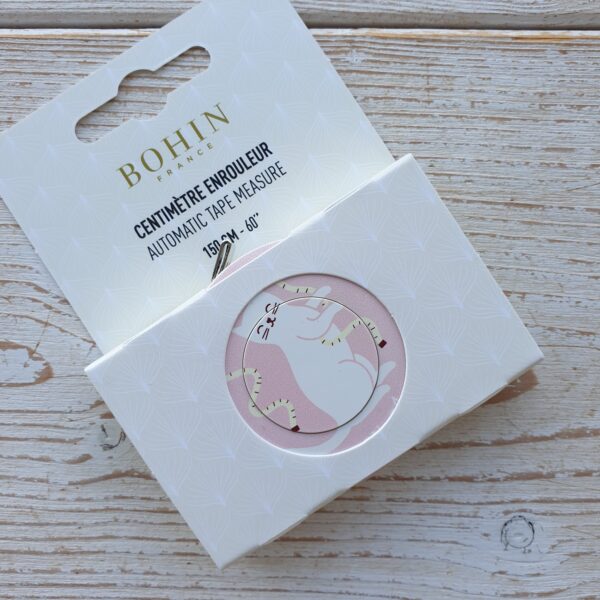 BOHIN
FRANCE
CENTIMÈTRE ENROULEUR
AUTOMATIC TAPE MEASURE
150 CM - 60"